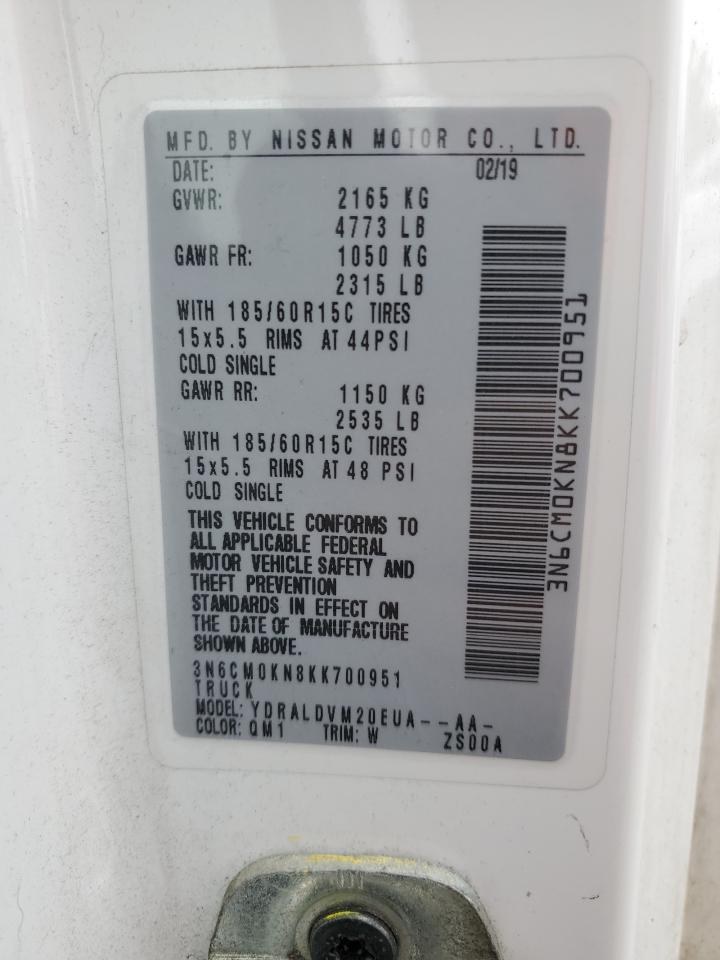 MFD. BY NISSAN MOTOR CO., LTD.
DATE: 02/19
GVWR: 2165 KG
4773 LB
GAWR FR: 1050 KG
2315 LB
WITH 185/60R15C TIRES
15x5.5 RIMS AT 44PSI
COLD SINGLE
GAWR RR: 1150 KG
2535 LB
WITH 185/60R15C TIRES
15x5.5 RIMS AT 48 PSI
COLD SINGLE
THIS VEHICLE CONFORMS TO
ALL APPLICABLE FEDERAL
MOTOR VEHICLE SAFETY AND
THEFT PREVENTION
STANDARDS IN EFFECT ON
THE DATE OF MANUFACTURE
SHOWN ABOVE.
3N6CM0KN8KK700951
TRUCK
MODEL: YDRALDVM20EUA--AA-
COLOR: QM1 TRIM: W ZS00A
3N6CM0KN8KK700951